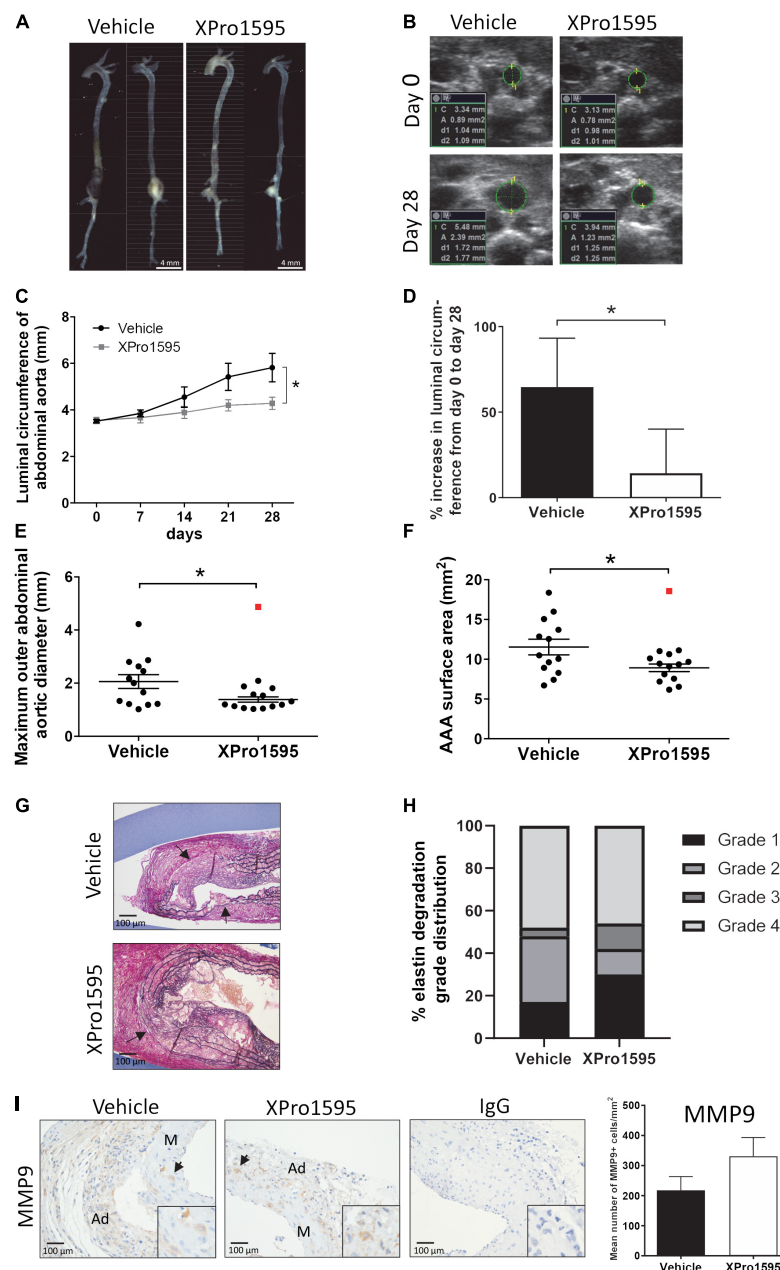 A
Vehicle
XPro1595
4 mm
4 mm
B
Vehicle
XPro1595
Day 0
1 C 3.34 mm
A 0.89 mm2
d1 1.04 mm
d2 1.09 mm
1 C 3.13 mm
A 0.78 mm2
d1 0.98 mm
d2 1.01 mm
Day 28
1 C 5.48 mm
A 2.39 mm2
d1 1.72 mm
d2 1.77 mm
1 C 3.94 mm
A 1.23 mm2
d1 1.25 mm
d2 1.25 mm
C
Luminal circumference of
abdominal aorta (mm)
8
6
4
2
0
Vehicle
XPro1595
*
0 7 14 21 28
days
D
% increase in luminal circum-
ference from day 0 to day 28
100
50
0
*
Vehicle XPro1595
E
Maximum outer abdominal
aortic diameter (mm)
6
4
2
0
*
Vehicle XPro1595
F
AAA surface area (mm²)
20
15
10
5
0
*
Vehicle XPro1595
G
Vehicle
100 µm
XPro1595
100 µm
H
% elastin degradation
grade distribution
100
80
60
40
20
0
Vehicle XPro1595
Grade 1
Grade 2
Grade 3
Grade 4
I
Vehicle
XPro1595
IgG
MMP9
M
Ad
100 µm
Ad
M
100 µm
100 µm
MMP9
Mean number of MMP9+ cells/mm²
500
400
300
200
100
0
Vehicle XPro1595